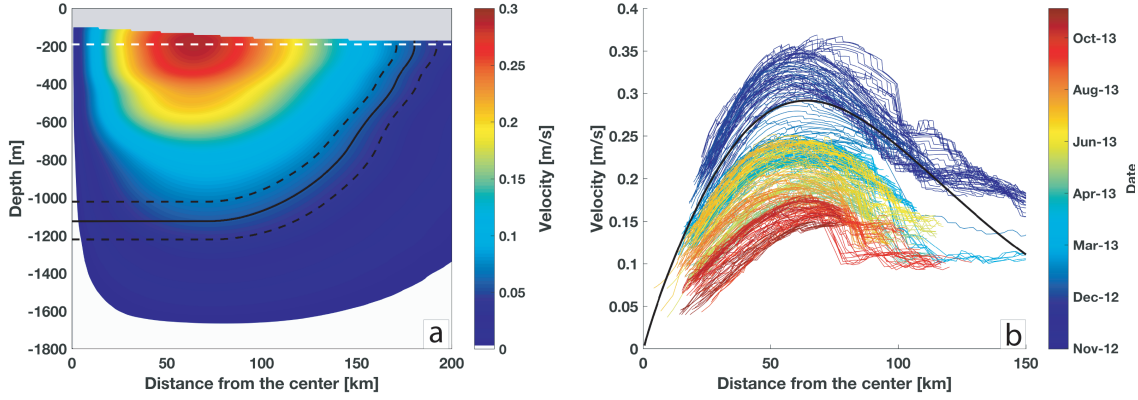 0
-200
-400
-600
-800
-1000
-1200
-1400
-1600
-1800
Depth [m]
0 50 100 150 200
Distance from the center [km]
a
0.3
0.25
0.2
0.15
0.1
0.05
0
Velocity [m/s]
0.4
0.35
0.3
0.25
0.2
0.15
0.1
0.05
0
Velocity [m/s]
0 50 100 150
Distance from the center [km]
b
Oct-13
Aug-13
Jun-13
Apr-13
Mar-13
Dec-12
Nov-12
Date